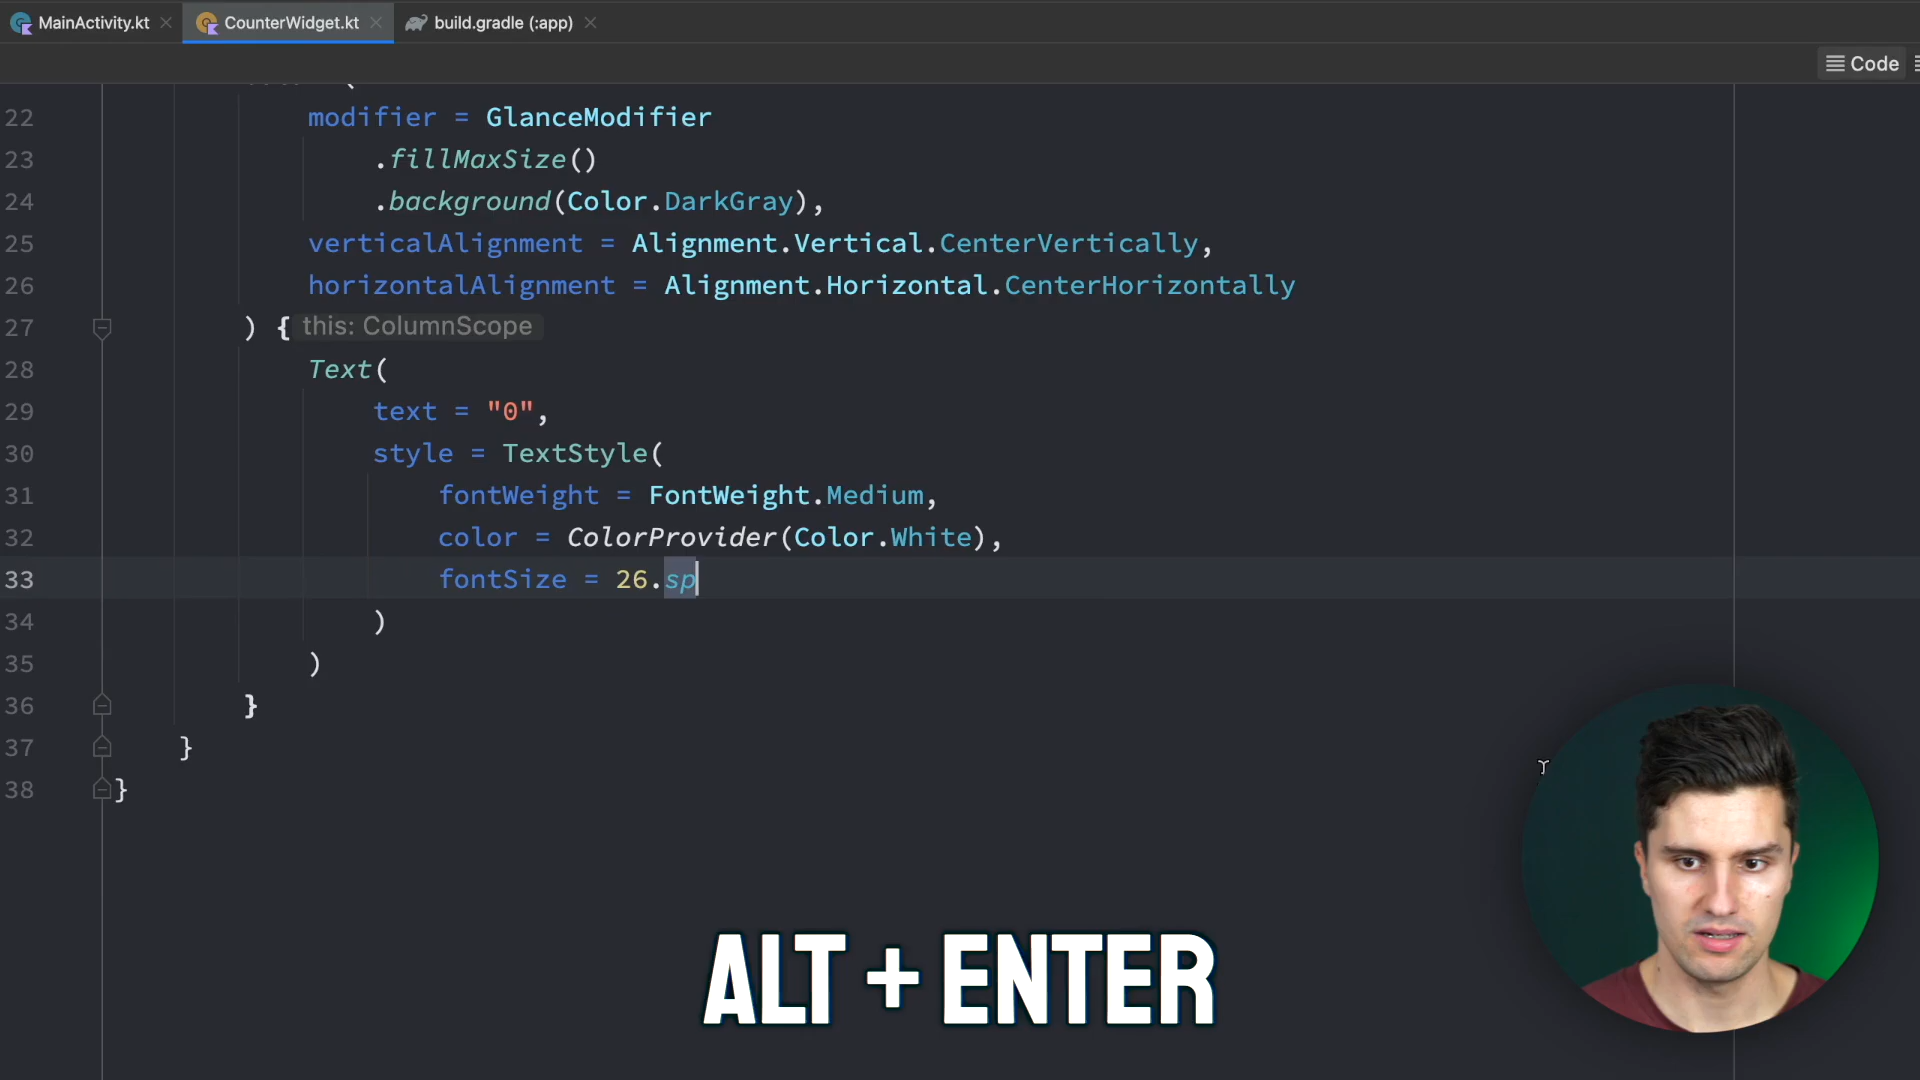 MainActivity.kt
CounterWidget.kt
build.gradle (:app)
Code
22 modifier = GlanceModifier
23 .fillMaxSize()
24 .background(Color.DarkGray),
25 verticalAlignment = Alignment.Vertical.CenterVertically,
26 horizontalAlignment = Alignment.Horizontal.CenterHorizontally
27 ) { this: ColumnScope
28 Text(
29 text = "0",
30 style = TextStyle(
31 fontWeight = FontWeight.Medium,
32 color = ColorProvider(Color.White),
33 fontSize = 26.sp
34 )
35 )
36 }
37 }
38 }
ALT + ENTER